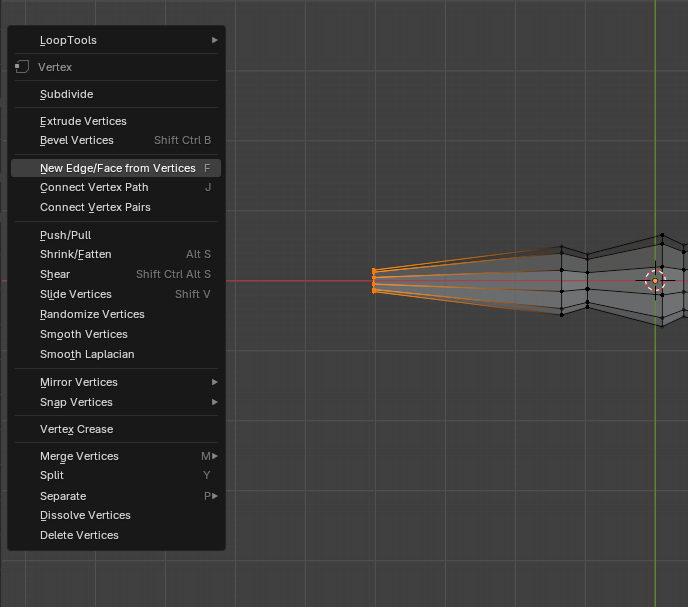 LoopTools
Vertex
Subdivide
Extrude Vertices
Bevel Vertices Shift Ctrl B
New Edge/Face from Vertices F
Connect Vertex Path J
Connect Vertex Pairs
Push/Pull
Shrink/Fatten Alt S
Shear Shift Ctrl Alt S
Slide Vertices Shift V
Randomize Vertices
Smooth Vertices
Smooth Laplacian
Mirror Vertices
Snap Vertices
Vertex Crease
Merge Vertices M
Split Y
Separate P
Dissolve Vertices
Delete Vertices